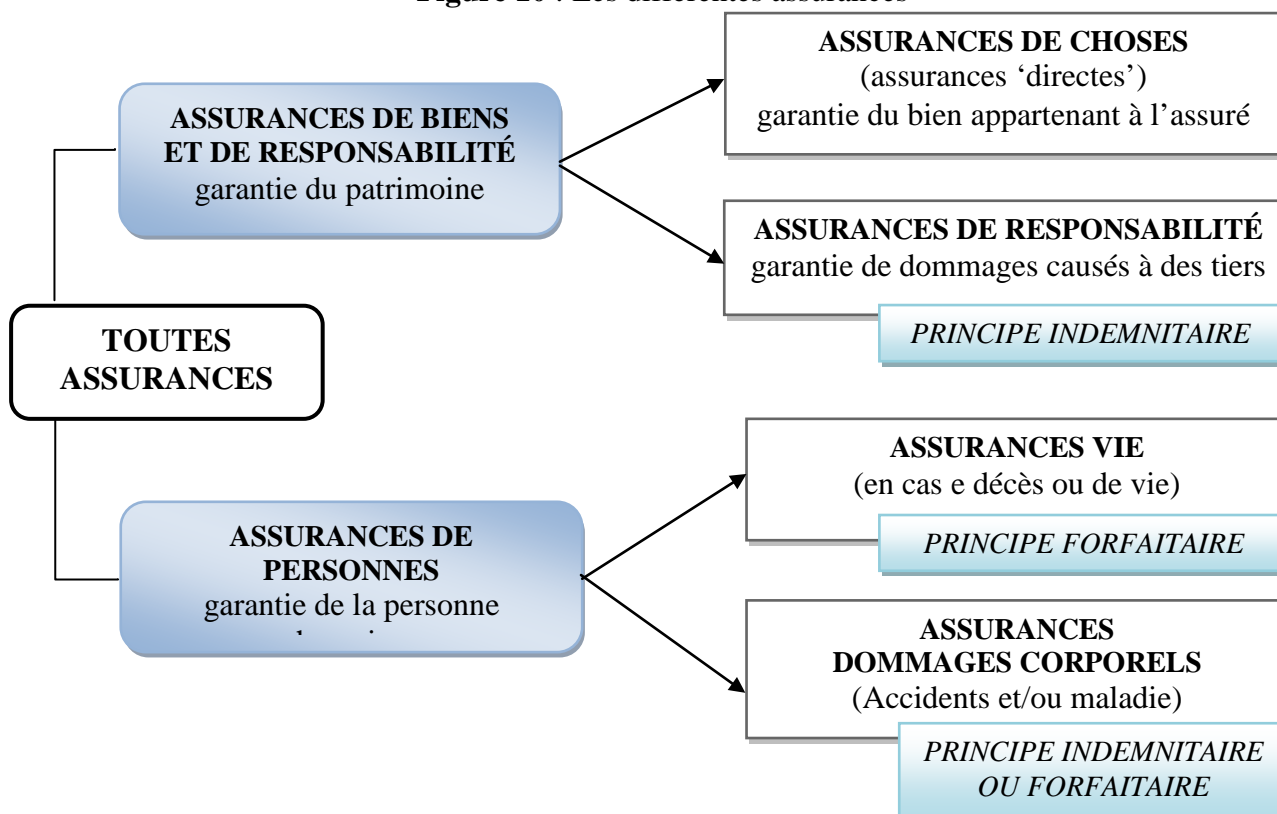 ASSURANCES DE CHOSES
(assurances ‘directes’)
garantie du bien appartenant à l’assuré
ASSURANCES DE BIENS
ET DE RESPONSABILITÉ
garantie du patrimoine
ASSURANCES DE RESPONSABILITÉ
garantie de dommages causés à des tiers
PRINCIPE INDEMNITAIRE
TOUTES
ASSURANCES
ASSURANCES VIE
(en cas e décès ou de vie)
PRINCIPE FORFAITAIRE
ASSURANCES DE
PERSONNES
garantie de la personne
ASSURANCES
DOMMAGES CORPORELS
(Accidents et/ou maladie)
PRINCIPE INDEMNITAIRE
OU FORFAITAIRE